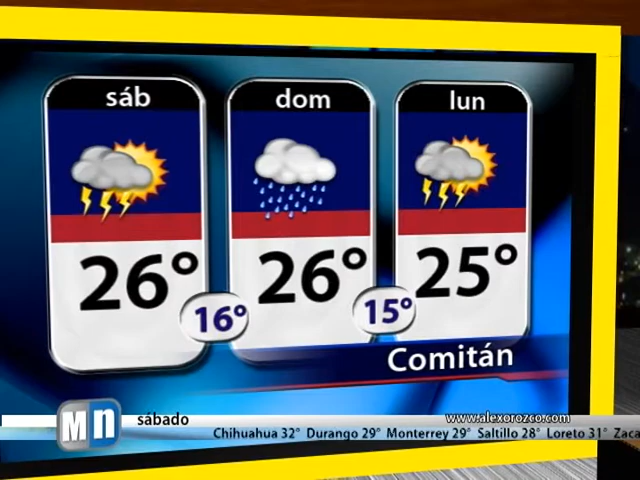 sáb dom lun
26° 26° 25°
16° 15°
Comitán
Mn sábado www.alexorozco.com
Chihuahua 32° Durango 29° Monterrey 29° Saltillo 28° Loreto 31° Zaca